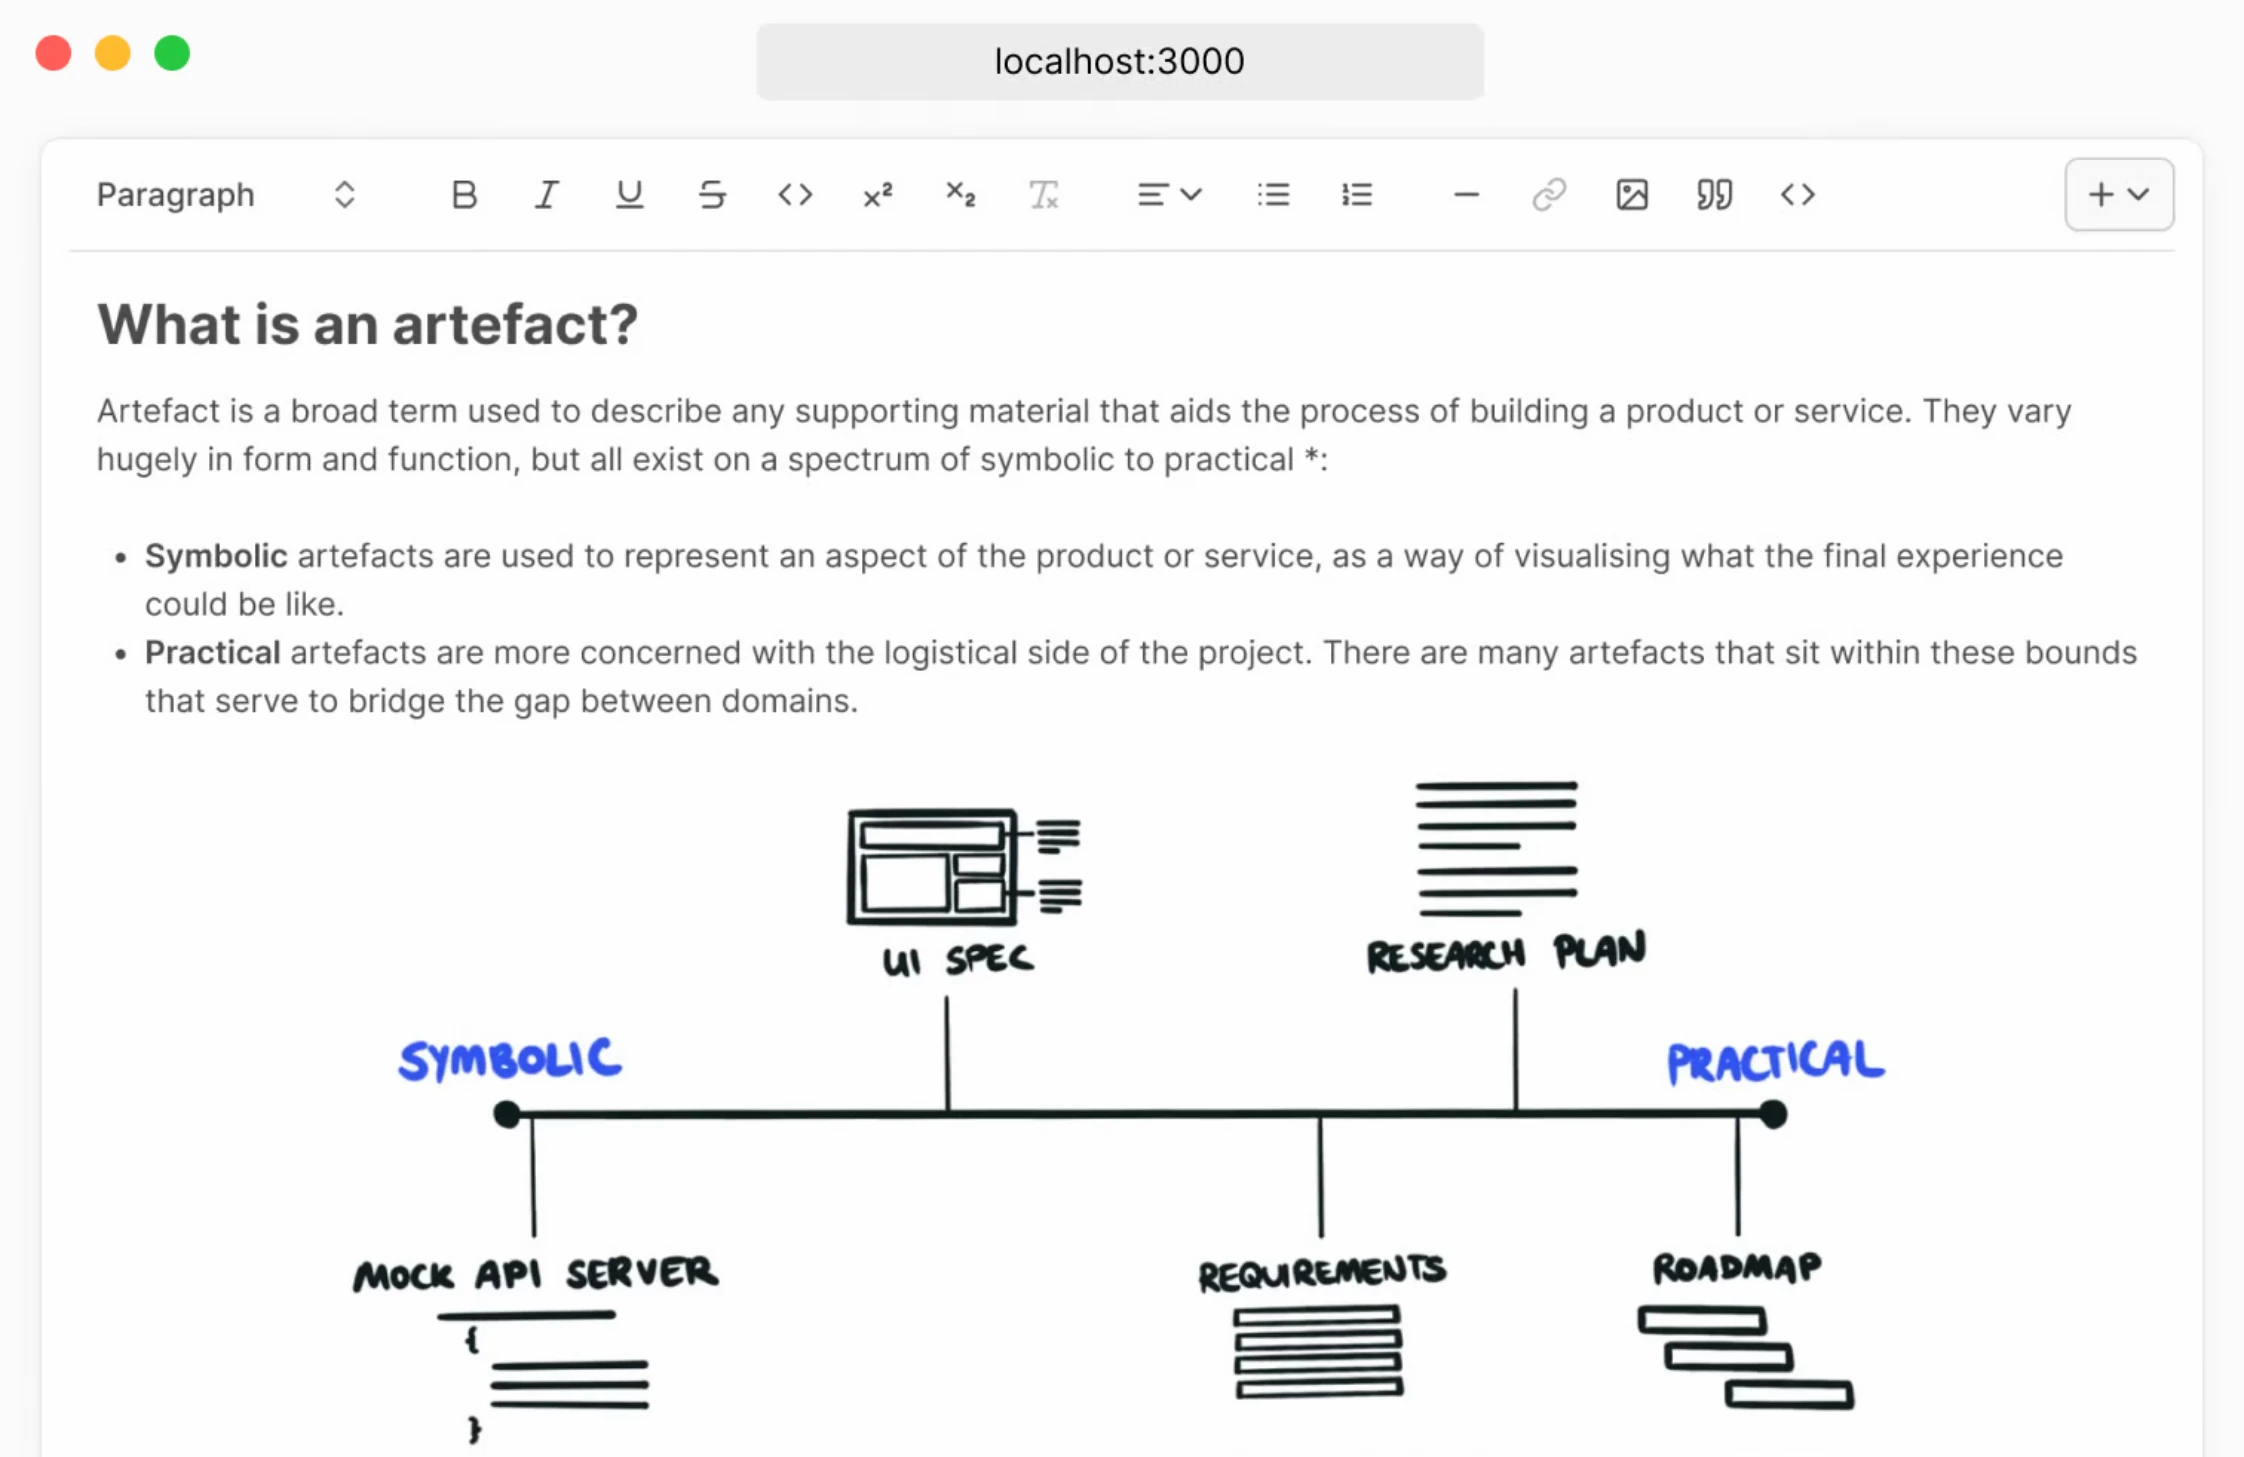 localhost:3000
Paragraph
What is an artefact?
Artefact is a broad term used to describe any supporting material that aids the process of building a product or service. They vary
hugely in form and function, but all exist on a spectrum of symbolic to practical *:
• Symbolic artefacts are used to represent an aspect of the product or service, as a way of visualising what the final experience
could be like.
• Practical artefacts are more concerned with the logistical side of the project. There are many artefacts that sit within these bounds
that serve to bridge the gap between domains.
UI SPEC
RESEARCH PLAN
SYMBOLIC
PRACTICAL
MOCK API SERVER
REQUIREMENTS
ROADMAP
{
}